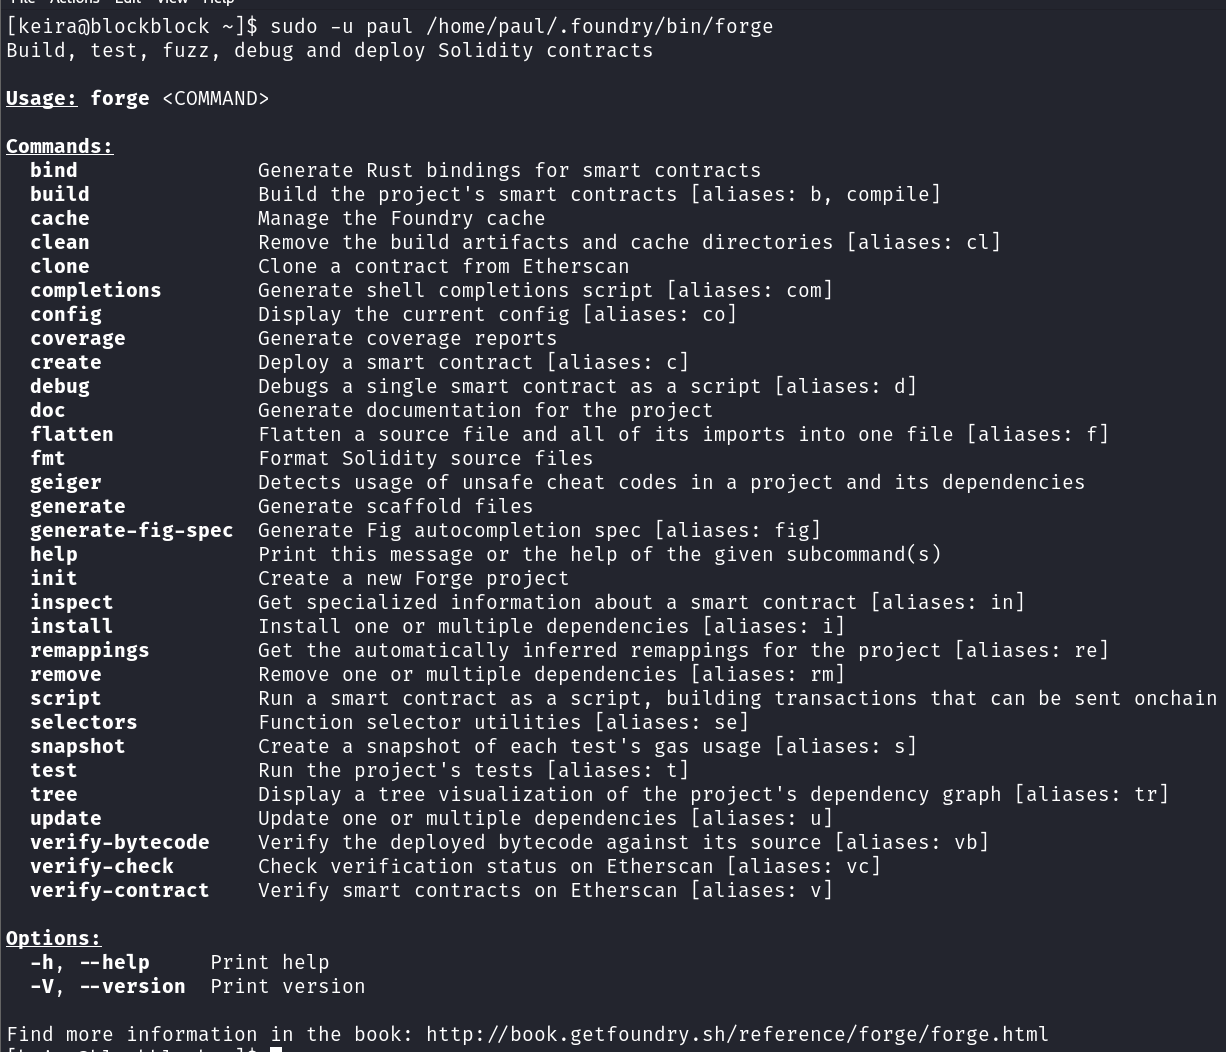 File Actions Edit View Help
[keira@blockblock ~]$ sudo -u paul /home/paul/.foundry/bin/forge
Build, test, fuzz, debug and deploy Solidity contracts
Usage: forge <COMMAND>
Commands:
bind Generate Rust bindings for smart contracts
build Build the project's smart contracts [aliases: b, compile]
cache Manage the Foundry cache
clean Remove the build artifacts and cache directories [aliases: cl]
clone Clone a contract from Etherscan
completions Generate shell completions script [aliases: com]
config Display the current config [aliases: co]
coverage Generate coverage reports
create Deploy a smart contract [aliases: c]
debug Debugs a single smart contract as a script [aliases: d]
doc Generate documentation for the project
flatten Flatten a source file and all of its imports into one file [aliases: f]
fmt Format Solidity source files
geiger Detects usage of unsafe cheat codes in a project and its dependencies
generate Generate scaffold files
generate-fig-spec Generate Fig autocompletion spec [aliases: fig]
help Print this message or the help of the given subcommand(s)
init Create a new Forge project
inspect Get specialized information about a smart contract [aliases: in]
install Install one or multiple dependencies [aliases: i]
remappings Get the automatically inferred remappings for the project [aliases: re]
remove Remove one or multiple dependencies [aliases: rm]
script Run a smart contract as a script, building transactions that can be sent onchain
selectors Function selector utilities [aliases: se]
snapshot Create a snapshot of each test's gas usage [aliases: s]
test Run the project's tests [aliases: t]
tree Display a tree visualization of the project's dependency graph [aliases: tr]
update Update one or multiple dependencies [aliases: u]
verify-bytecode Verify the deployed bytecode against its source [aliases: vb]
verify-check Check verification status on Etherscan [aliases: vc]
verify-contract Verify smart contracts on Etherscan [aliases: v]
Options:
-h, --help Print help
-V, --version Print version
Find more information in the book: http://book.getfoundry.sh/reference/forge/forge.html